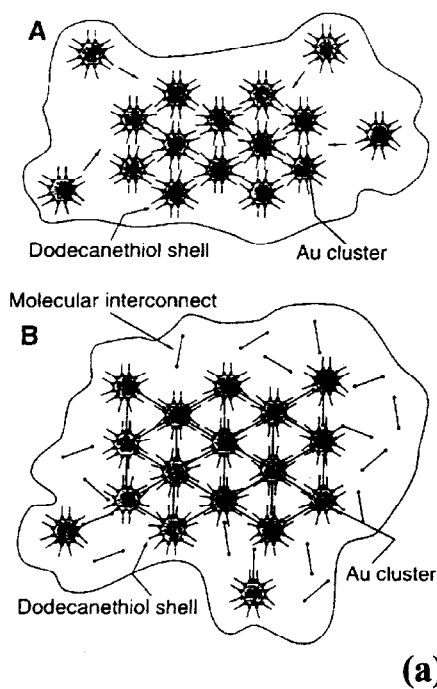 A
Dodecanethiol shell
Au cluster
Molecular interconnect
B
Au cluster
Dodecanethiol shell
(a)